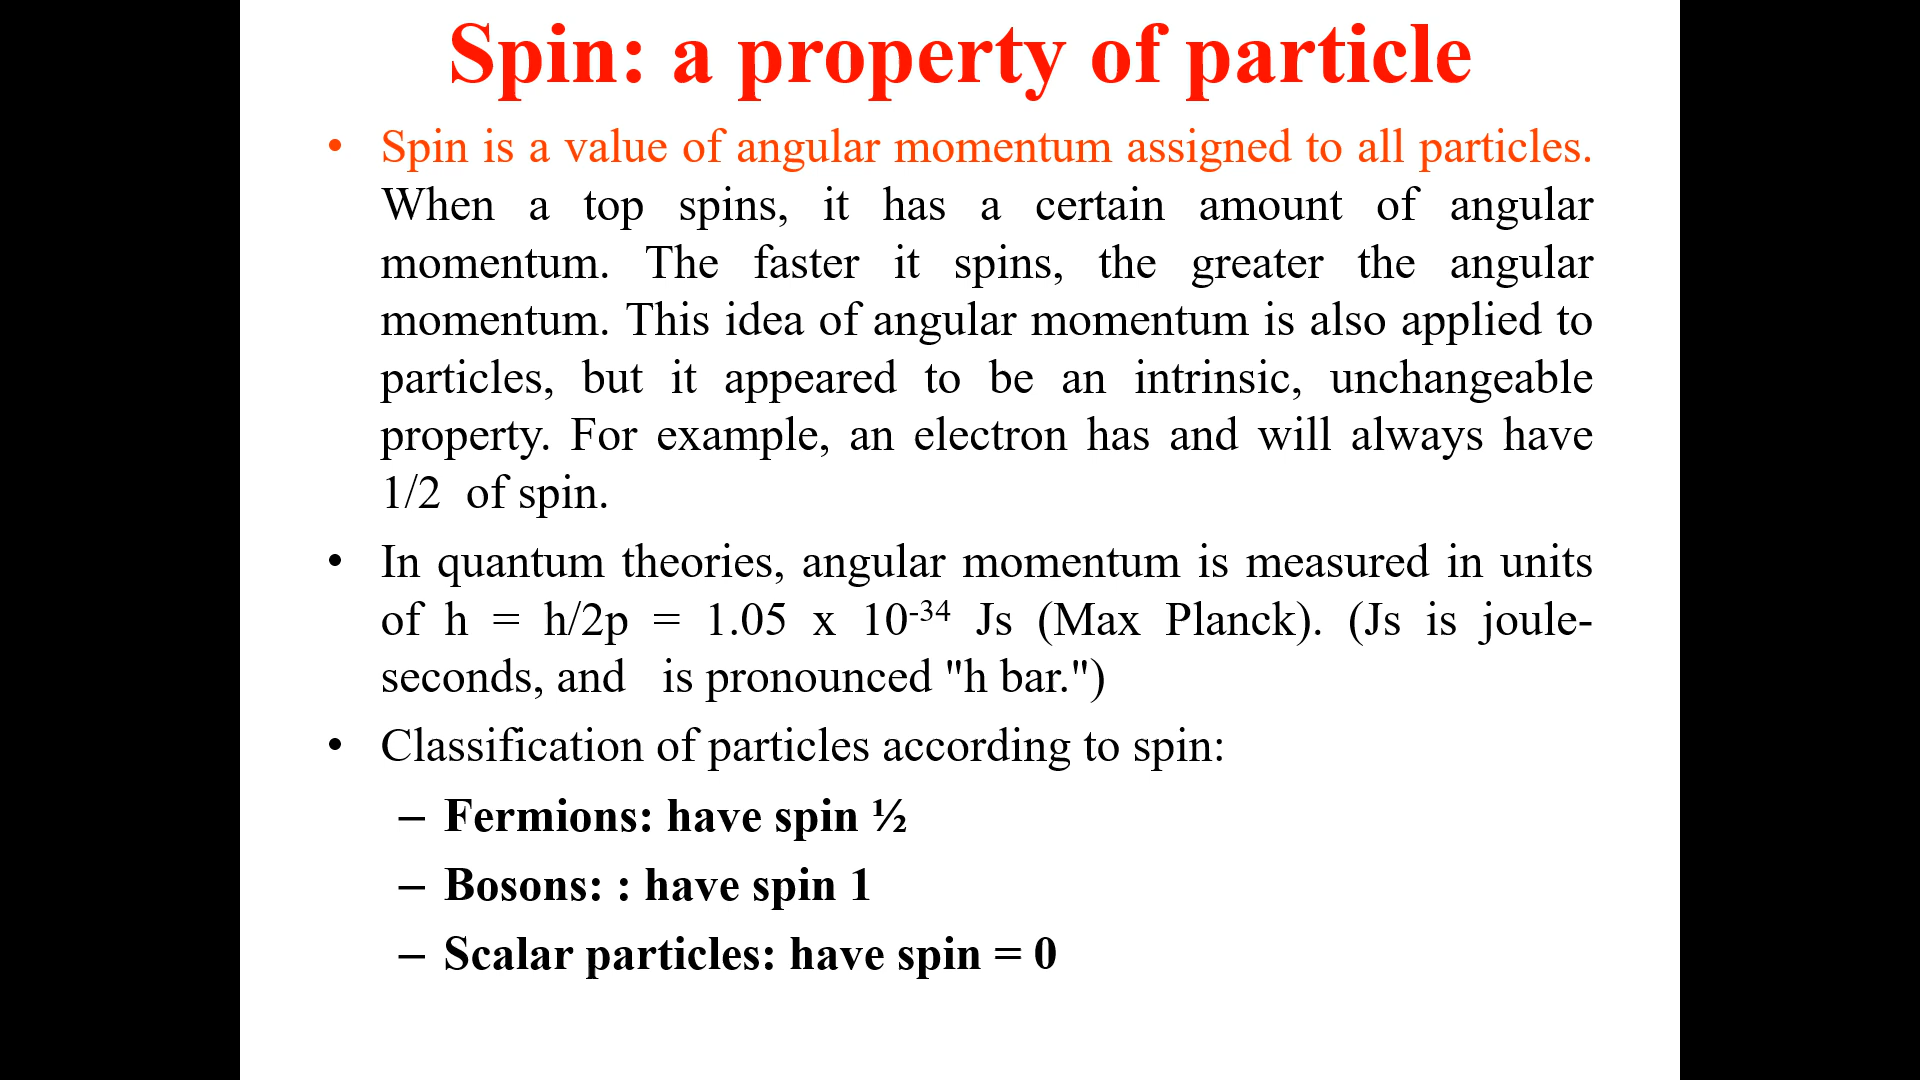 Spin: a property of particle
• Spin is a value of angular momentum assigned to all particles.
When a top spins, it has a certain amount of angular
momentum. The faster it spins, the greater the angular
momentum. This idea of angular momentum is also applied to
particles, but it appeared to be an intrinsic, unchangeable
property. For example, an electron has and will always have
1/2 of spin.
• In quantum theories, angular momentum is measured in units
of h = h/2p = 1.05 x 10⁻³⁴ Js (Max Planck). (Js is joule-
seconds, and is pronounced "h bar.")
• Classification of particles according to spin:
– Fermions: have spin ½
– Bosons: : have spin 1
– Scalar particles: have spin = 0